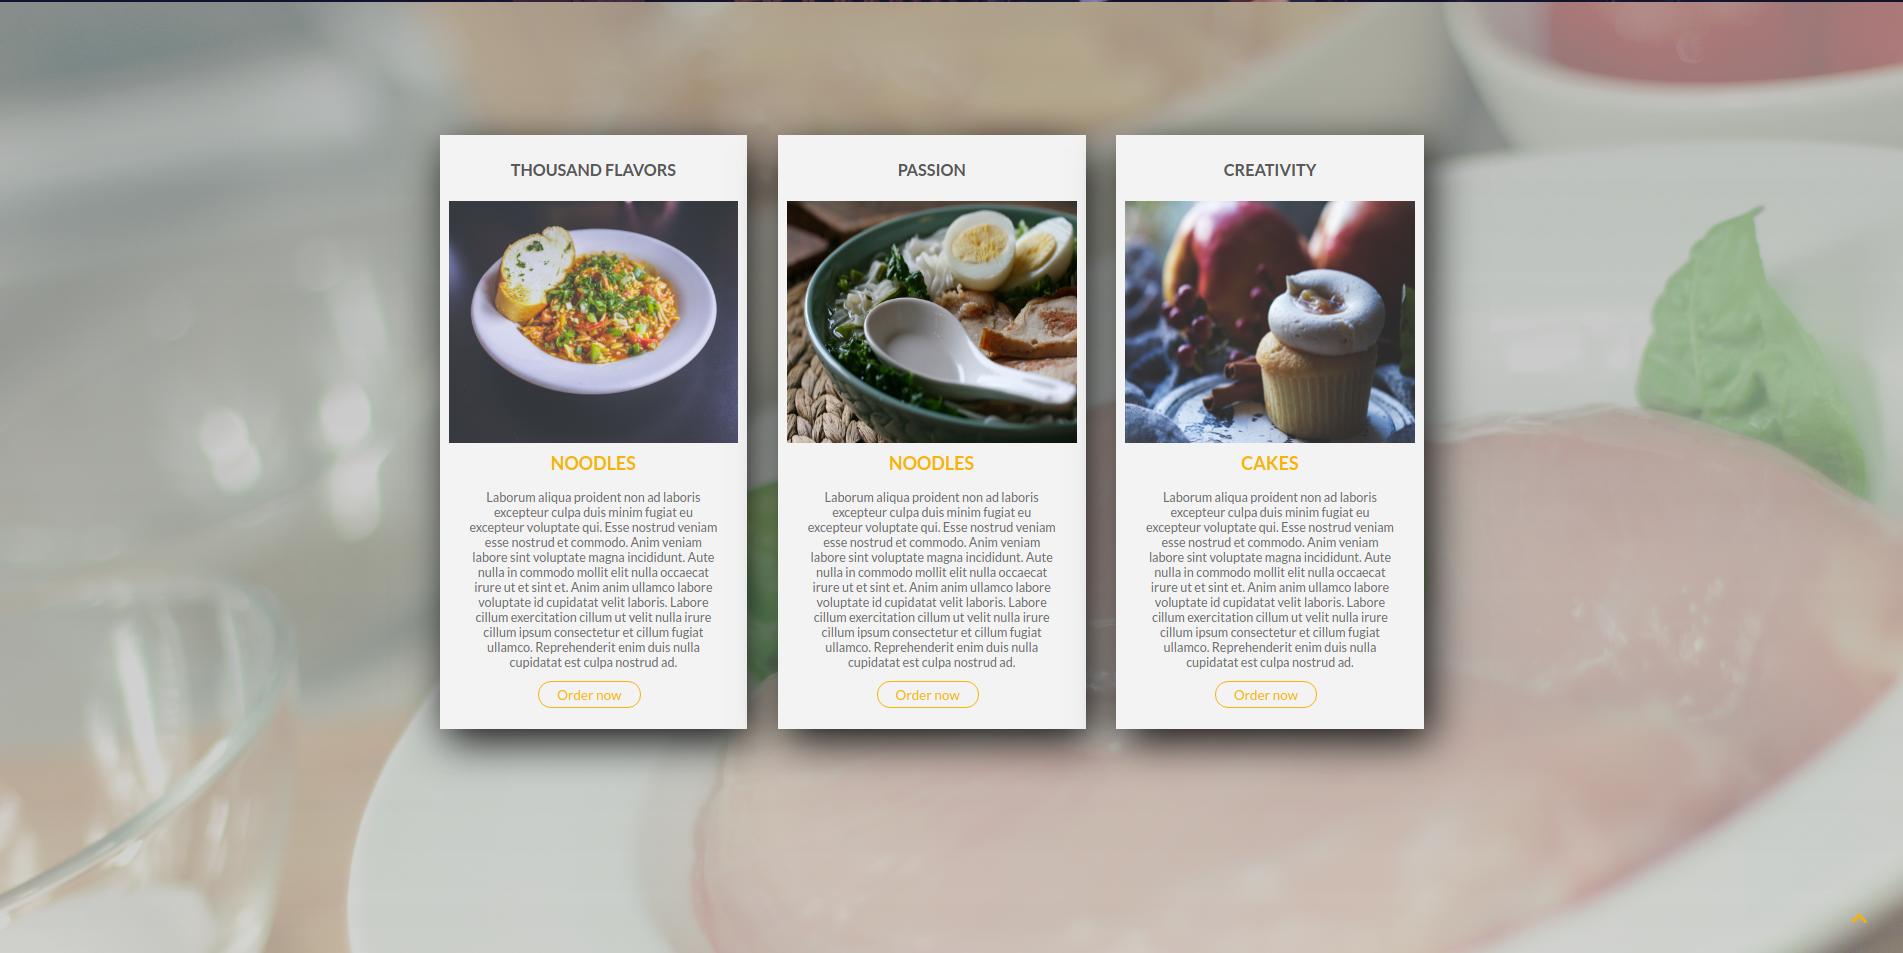 THOUSAND FLAVORS
NOODLES
Laborum aliqua proident non ad laboris
excepteur culpa duis minim fugiat eu
excepteur voluptate qui. Esse nostrud veniam
esse nostrud et commodo. Anim veniam
labore sint voluptate magna incididunt. Aute
nulla in commodo mollit elit nulla occaecat
irure ut et sint et. Anim anim ullamco labore
voluptate id cupidatat velit laboris. Labore
cillum exercitation cillum ut velit nulla irure
cillum ipsum consectetur et cillum fugiat
ullamco. Reprehenderit enim duis nulla
cupidatat est culpa nostrud ad.
Order now
PASSION
NOODLES
Laborum aliqua proident non ad laboris
excepteur culpa duis minim fugiat eu
excepteur voluptate qui. Esse nostrud veniam
esse nostrud et commodo. Anim veniam
labore sint voluptate magna incididunt. Aute
nulla in commodo mollit elit nulla occaecat
irure ut et sint et. Anim anim ullamco labore
voluptate id cupidatat velit laboris. Labore
cillum exercitation cillum ut velit nulla irure
cillum ipsum consectetur et cillum fugiat
ullamco. Reprehenderit enim duis nulla
cupidatat est culpa nostrud ad.
Order now
CREATIVITY
CAKES
Laborum aliqua proident non ad laboris
excepteur culpa duis minim fugiat eu
excepteur voluptate qui. Esse nostrud veniam
esse nostrud et commodo. Anim veniam
labore sint voluptate magna incididunt. Aute
nulla in commodo mollit elit nulla occaecat
irure ut et sint et. Anim anim ullamco labore
voluptate id cupidatat velit laboris. Labore
cillum exercitation cillum ut velit nulla irure
cillum ipsum consectetur et cillum fugiat
ullamco. Reprehenderit enim duis nulla
cupidatat est culpa nostrud ad.
Order now